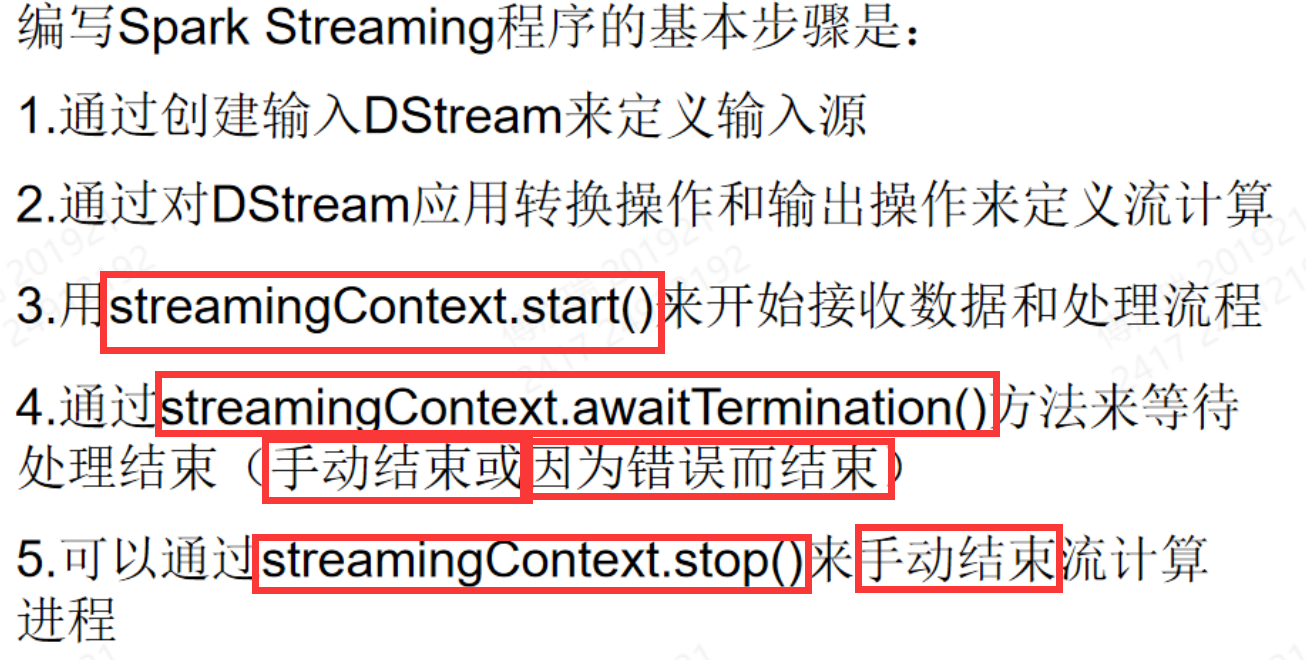 编写Spark Streaming程序的基本步骤是：
1.通过创建输入DStream来定义输入源
2.通过对DStream应用转换操作和输出操作来定义流计算
3.用streamingContext.start()来开始接收数据和处理流程
4.通过streamingContext.awaitTermination()方法来等待
处理结束（手动结束或因为错误而结束）
5.可以通过streamingContext.stop()来手动结束流计算
进程